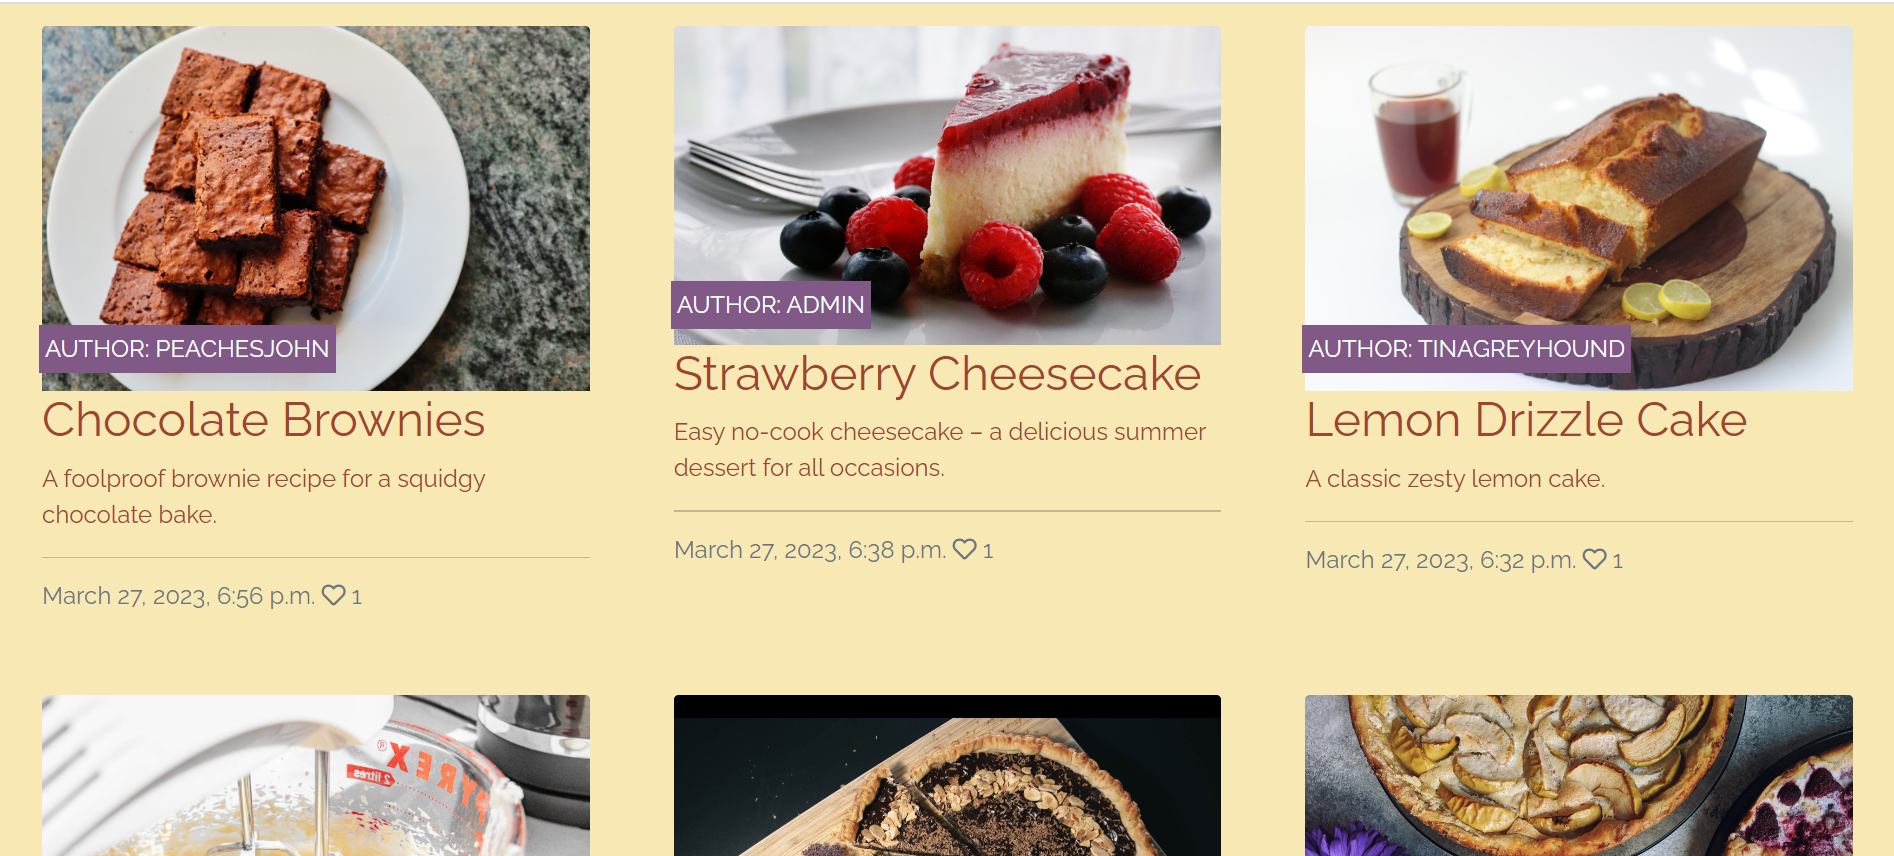 AUTHOR: PEACHESJOHN
Chocolate Brownies
A foolproof brownie recipe for a squidgy
chocolate bake.
March 27, 2023, 6:56 p.m. 1
AUTHOR: ADMIN
Strawberry Cheesecake
Easy no-cook cheesecake – a delicious summer
dessert for all occasions.
March 27, 2023, 6:38 p.m. 1
AUTHOR: TINAGREYHOUND
Lemon Drizzle Cake
A classic zesty lemon cake.
March 27, 2023, 6:32 p.m. 1
PYREX®
2 litres